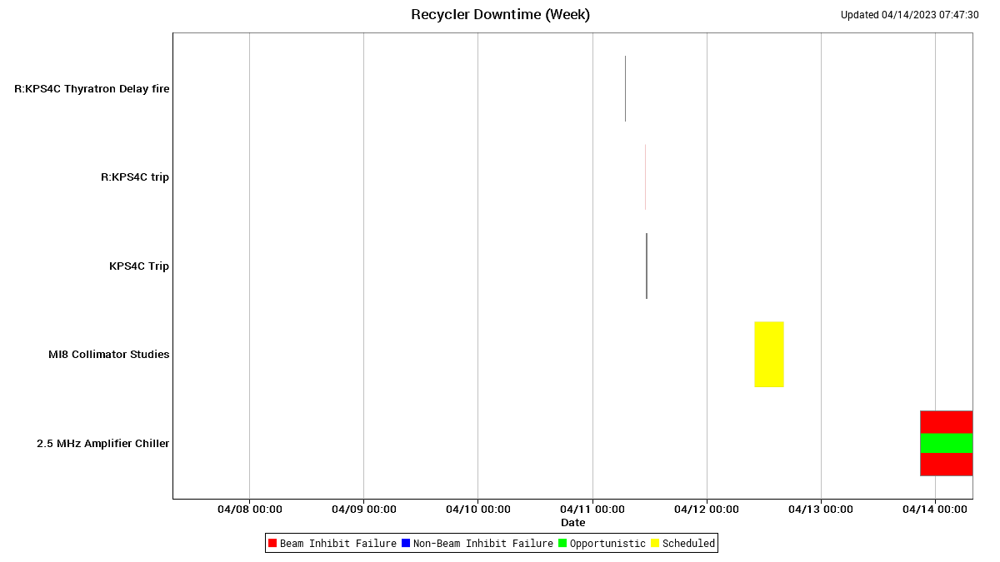 Recycler Downtime (Week)
Updated 04/14/2023 07:47:30
R:KPS4C Thyratron Delay fire
R:KPS4C trip
KPS4C Trip
MI8 Collimator Studies
2.5 MHz Amplifier Chiller
04/08 00:00 04/09 00:00 04/10 00:00 04/11 00:00 04/12 00:00 04/13 00:00 04/14 00:00
Date
Beam Inhibit Failure Non-Beam Inhibit Failure Opportunistic Scheduled